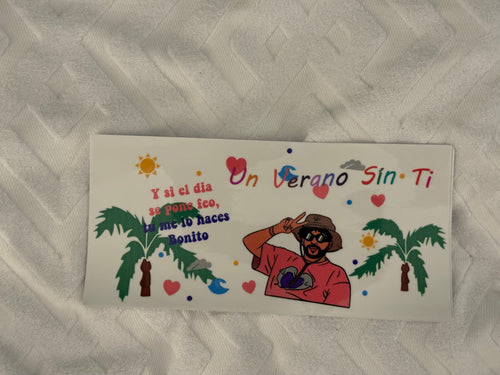 Un Verano Sin Ti
Y si el dia
se pone feo,
tu me lo haces
Bonito